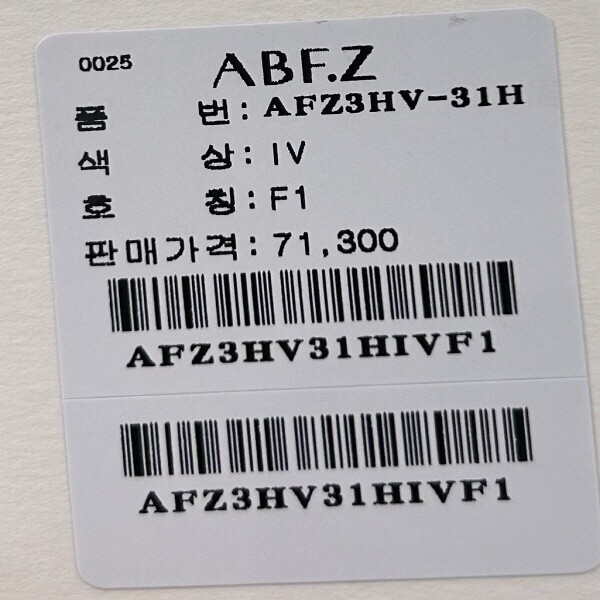 0025 ABF.Z
품 번: AFZ3HV-31H
색 상: IV
호 칭: F1
판매가격: 71,300
AFZ3HV31HIVF1
AFZ3HV31HIVF1